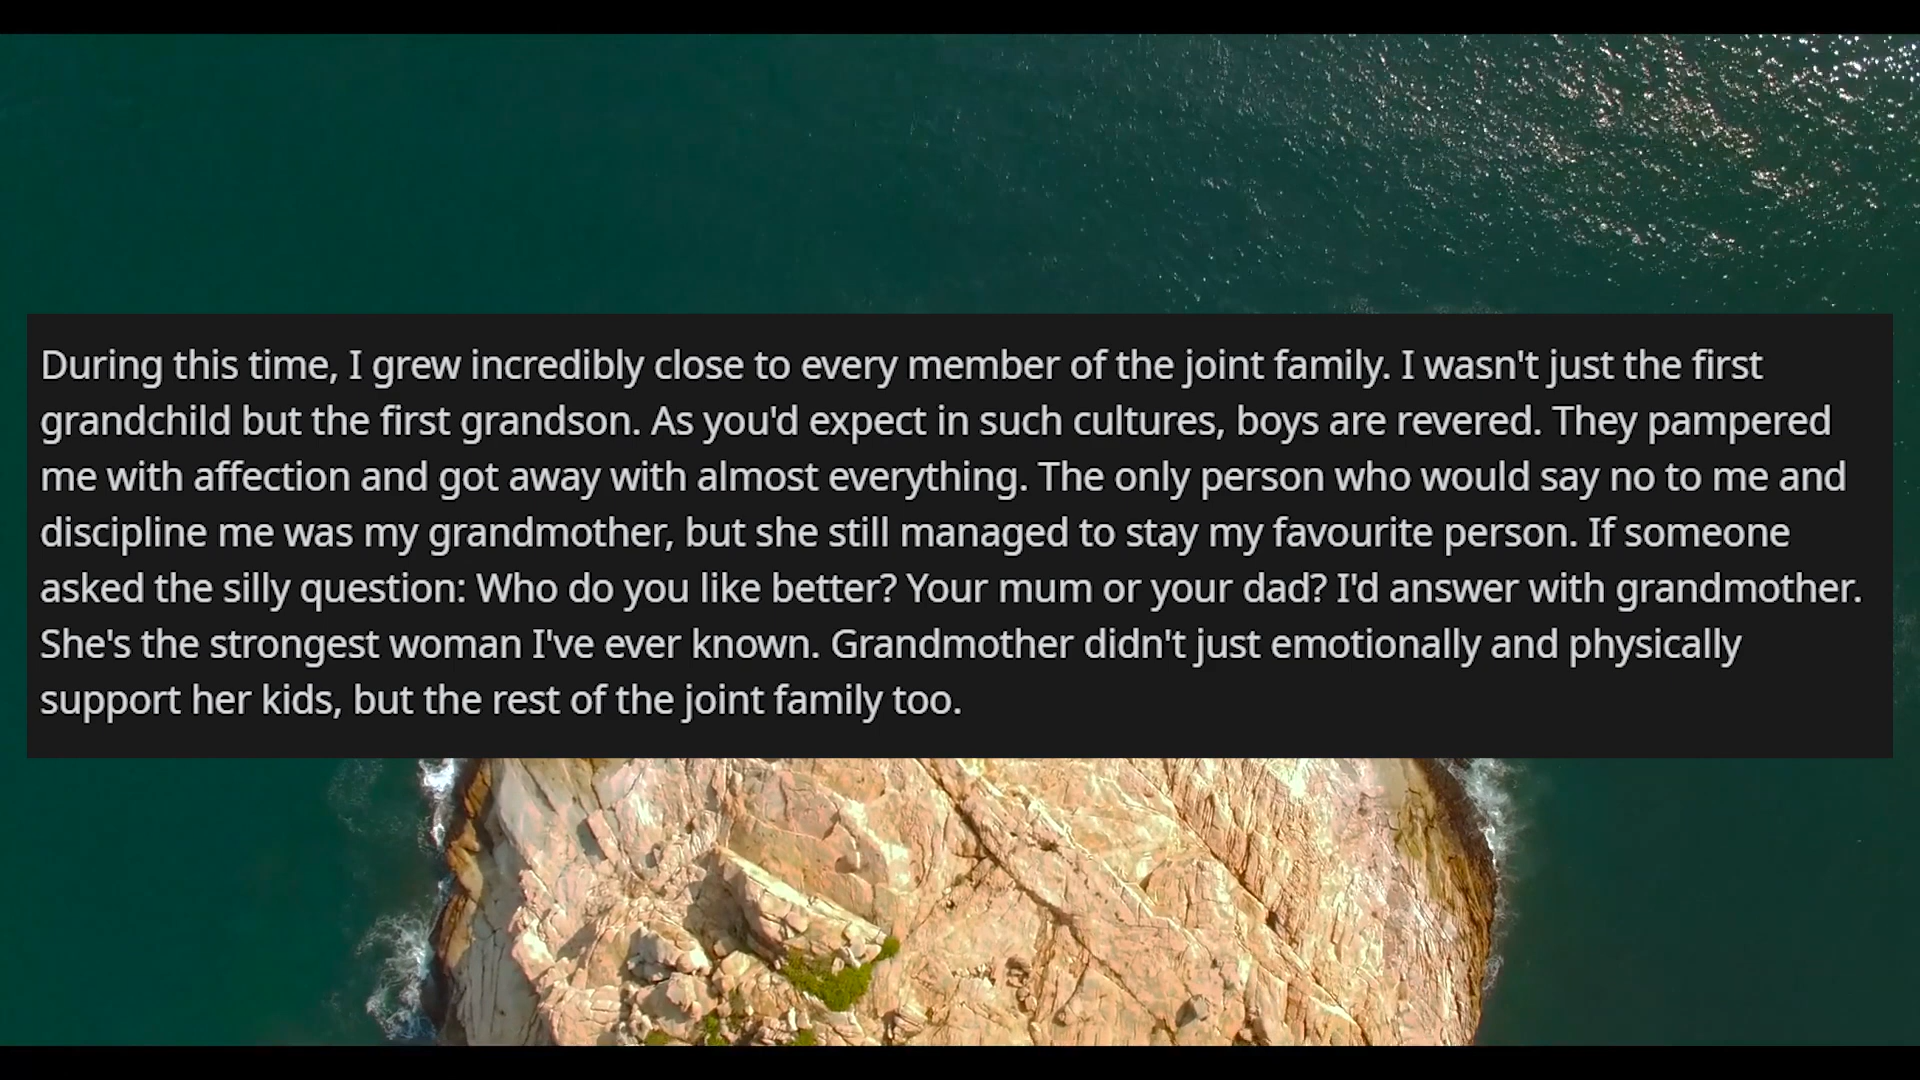 During this time, I grew incredibly close to every member of the joint family. I wasn't just the first
grandchild but the first grandson. As you'd expect in such cultures, boys are revered. They pampered
me with affection and got away with almost everything. The only person who would say no to me and
discipline me was my grandmother, but she still managed to stay my favourite person. If someone
asked the silly question: Who do you like better? Your mum or your dad? I'd answer with grandmother.
She's the strongest woman I've ever known. Grandmother didn't just emotionally and physically
support her kids, but the rest of the joint family too.